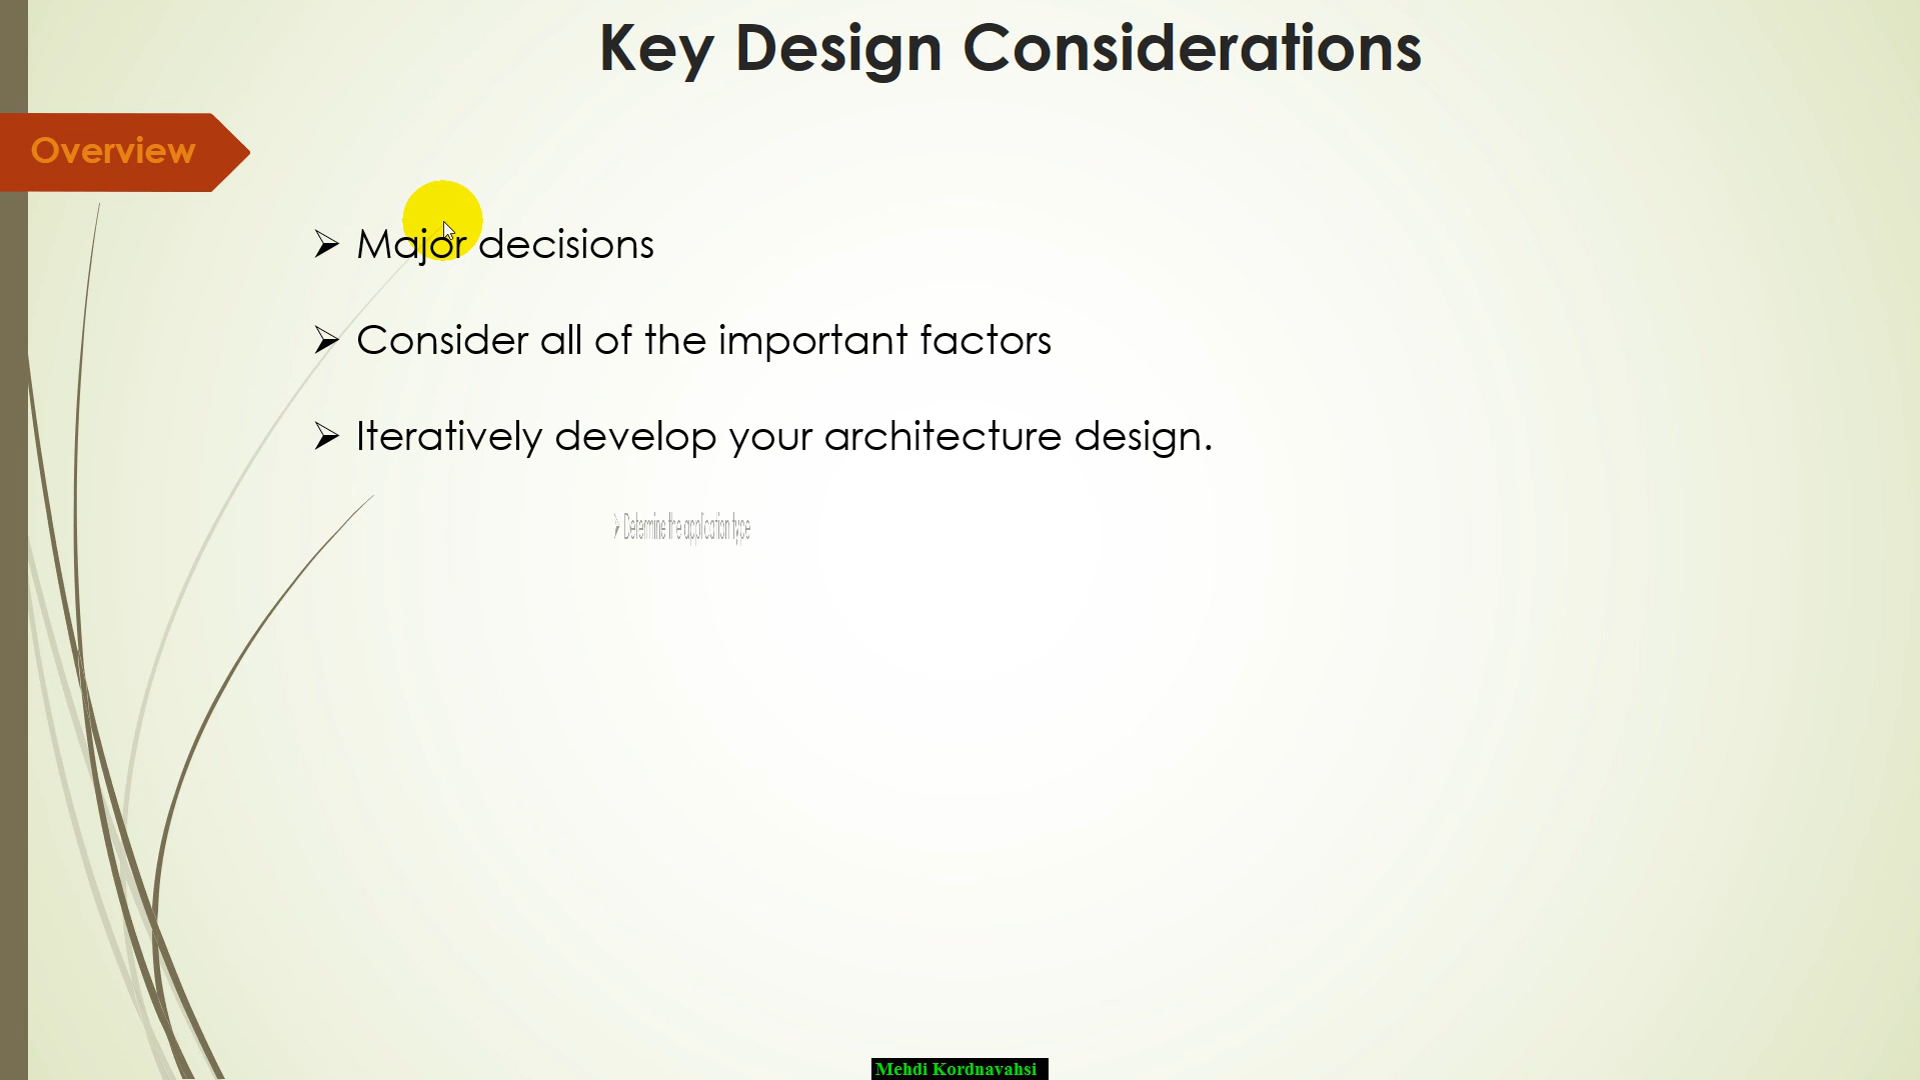 Key Design Considerations
Overview
➢ Major decisions
➢ Consider all of the important factors
➢ Iteratively develop your architecture design.
➢ Determine the application type
Mehdi Kordnavahsi